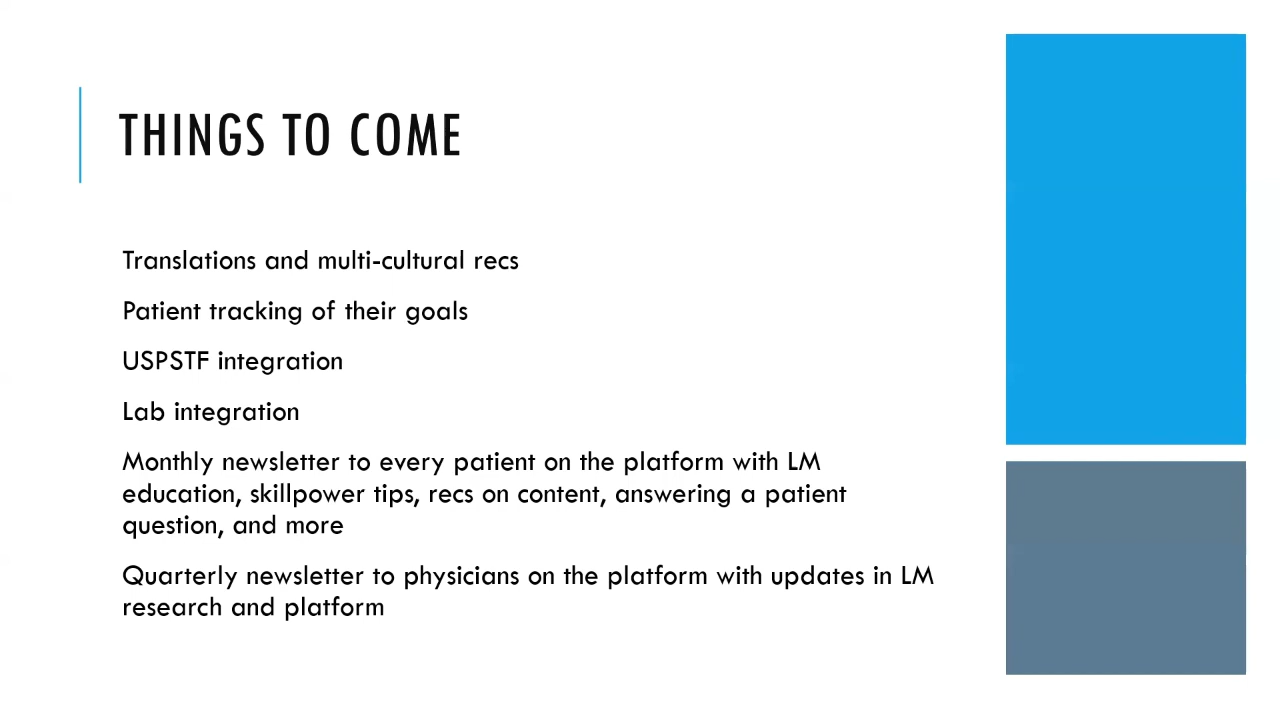 THINGS TO COME
Translations and multi-cultural recs
Patient tracking of their goals
USPSTF integration
Lab integration
Monthly newsletter to every patient on the platform with LM
education, skillpower tips, recs on content, answering a patient
question, and more
Quarterly newsletter to physicians on the platform with updates in LM
research and platform